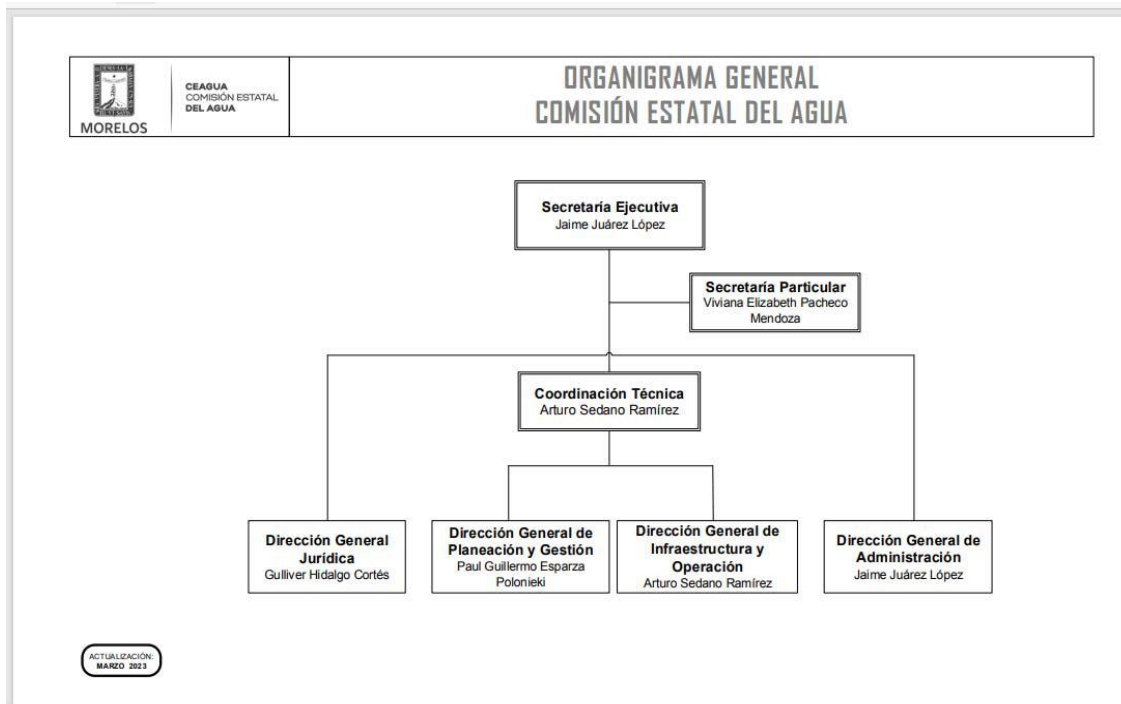 MORELOS
CEAGUA
COMISIÓN ESTATAL
DEL AGUA
ORGANIGRAMA GENERAL
COMISIÓN ESTATAL DEL AGUA
Secretaría Ejecutiva
Jaime Juárez López
Secretaría Particular
Viviana Elizabeth Pacheco
Mendoza
Coordinación Técnica
Arturo Sedano Ramírez
Dirección General
Jurídica
Gulliver Hidalgo Cortés
Dirección General de
Planeación y Gestión
Paul Guillermo Esparza
Polonieki
Dirección General de
Infraestructura y
Operación
Arturo Sedano Ramírez
Dirección General de
Administración
Jaime Juárez López
ACTUALIZACIÓN:
MARZO 2023